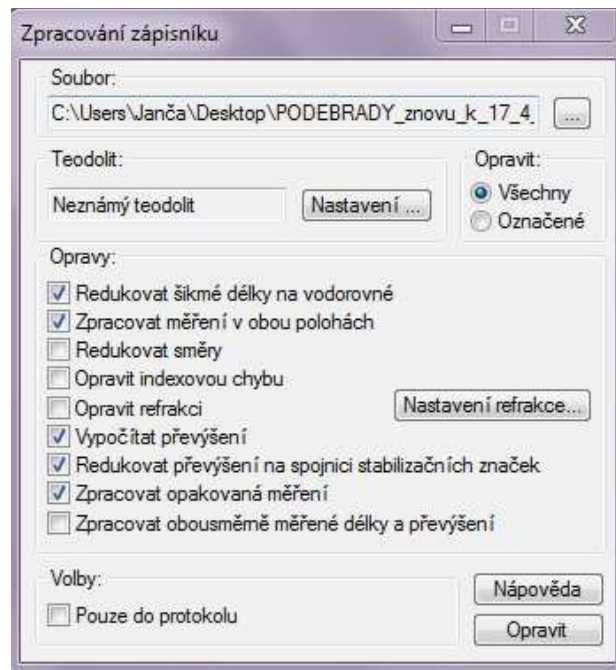 Zpracování zápisníku
Soubor:
C:\Users\Janča\Desktop\PODEBRADY_znovu_k_17_4_ ...
Teodolit:
Neznámý teodolit Nastavení ...
Opravit:
Všechny
Označené
Opravy:
Redukovat šikmé délky na vodorovné
Zpracovat měření v obou polohách
Redukovat směry
Opravit indexovou chybu
Opravit refrakci Nastavení refrakce...
Vypočítat převýšení
Redukovat převýšení na spojnici stabilizačních značek
Zpracovat opakovaná měření
Zpracovat obousměrně měřené délky a převýšení
Volby:
Pouze do protokolu
Nápověda
Opravit